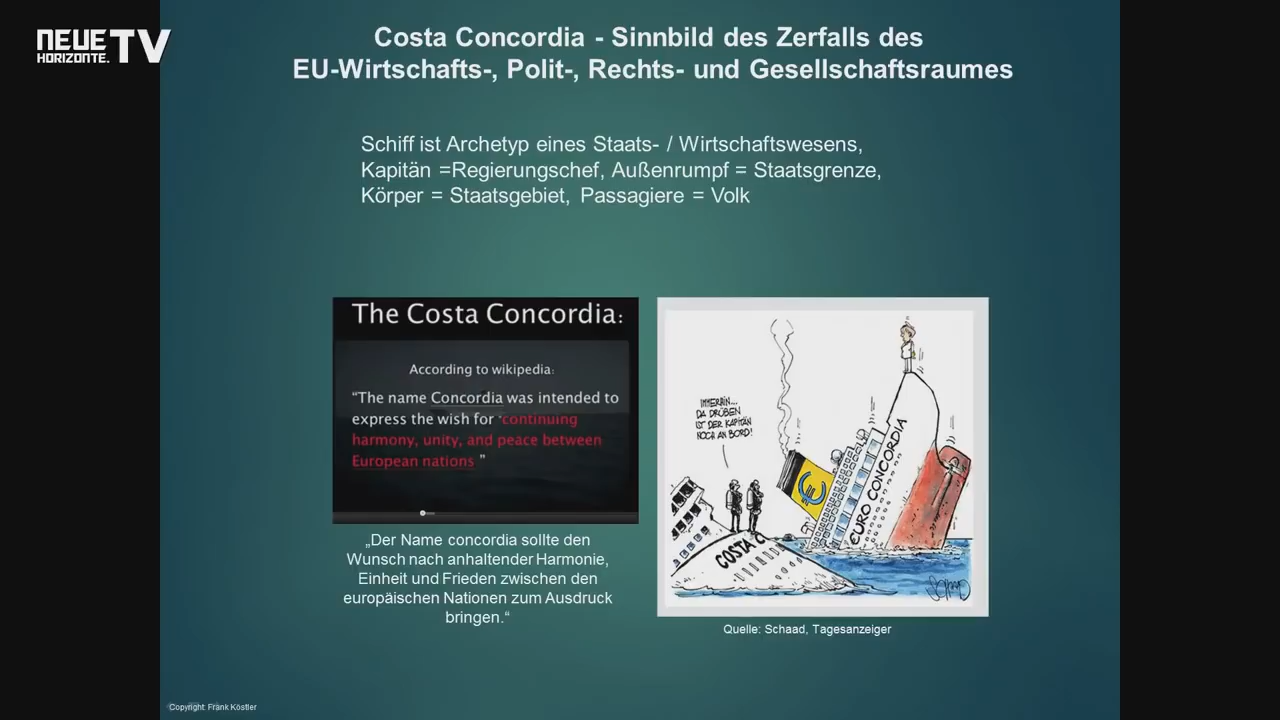 NEUE
HORIZONTE.
TV
Costa Concordia - Sinnbild des Zerfalls des
EU-Wirtschafts-, Polit-, Rechts- und Gesellschaftsraumes
Schiff ist Archetyp eines Staats- / Wirtschaftswesens,
Kapitän =Regierungschef, Außenrumpf = Staatsgrenze,
Körper = Staatsgebiet, Passagiere = Volk
The Costa Concordia:
According to wikipedia:
"The name Concordia was intended to
express the wish for "continuing
harmony, unity, and peace between
European nations "
„Der Name concordia sollte den
Wunsch nach anhaltender Harmonie,
Einheit und Frieden zwischen den
europäischen Nationen zum Ausdruck
bringen.“
IMMERHIN...
DA DRÜBEN
IST DER KAPITÄN
NOCH AN BORD!
€
EURO CONCORDIA
COSTA C
Quelle: Schaad, Tagesanzeiger
Copyright: Frank Köstler